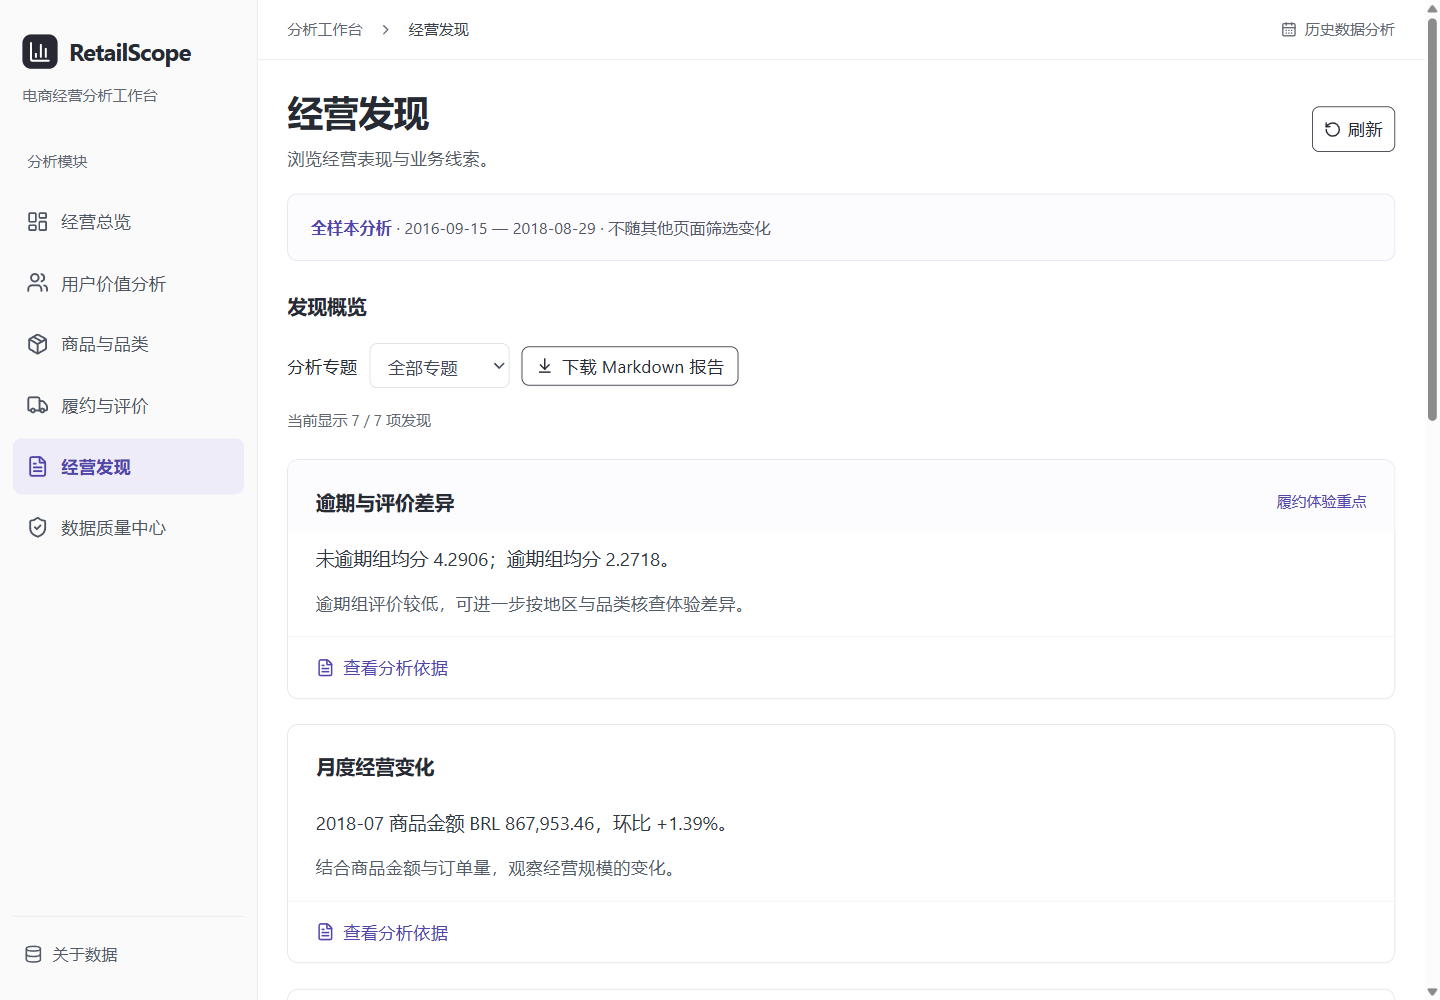 RetailScope
电商经营分析工作台
分析模块
经营总览
用户价值分析
商品与品类
履约与评价
经营发现
数据质量中心
关于数据
分析工作台 > 经营发现
历史数据分析
经营发现
浏览经营表现与业务线索。
刷新
全样本分析 · 2016-09-15 — 2018-08-29 · 不随其他页面筛选变化
发现概览
分析专题 全部专题 下载 Markdown 报告
当前显示 7 / 7 项发现
逾期与评价差异
履约体验重点
未逾期组均分 4.2906；逾期组均分 2.2718。
逾期组评价较低，可进一步按地区与品类核查体验差异。
查看分析依据
月度经营变化
2018-07 商品金额 BRL 867,953.46，环比 +1.39%。
结合商品金额与订单量，观察经营规模的变化。
查看分析依据